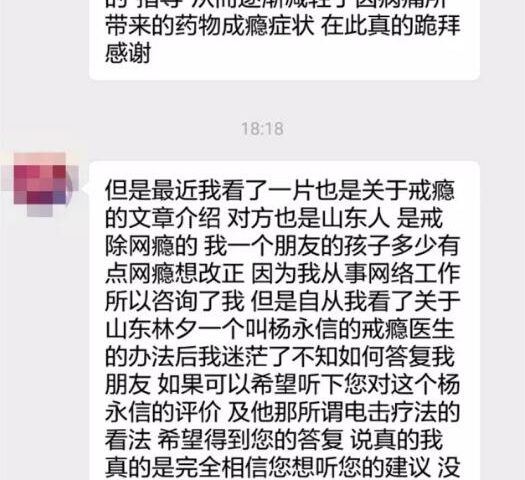 的"指导"从而逐渐减轻了因病痛所
带来的药物成瘾症状 在此真的跪拜
感谢
18:18
但是最近我看了一片也是关于戒瘾
的文章介绍 对方也是山东人 是戒
除网瘾的 我一个朋友的孩子多少有
点网瘾想改正 因为我从事网络工作
所以咨询了我 但是自从我看了关于
山东林夕一个叫杨永信的戒瘾医生
的办法后我迷茫了不知如何答复我
朋友 如果可以希望听下您对这个杨
永信的评价 及他那所谓电击疗法的
看法 希望得到您的答复 说真的我
真的是完全相信您想听您的建议 没